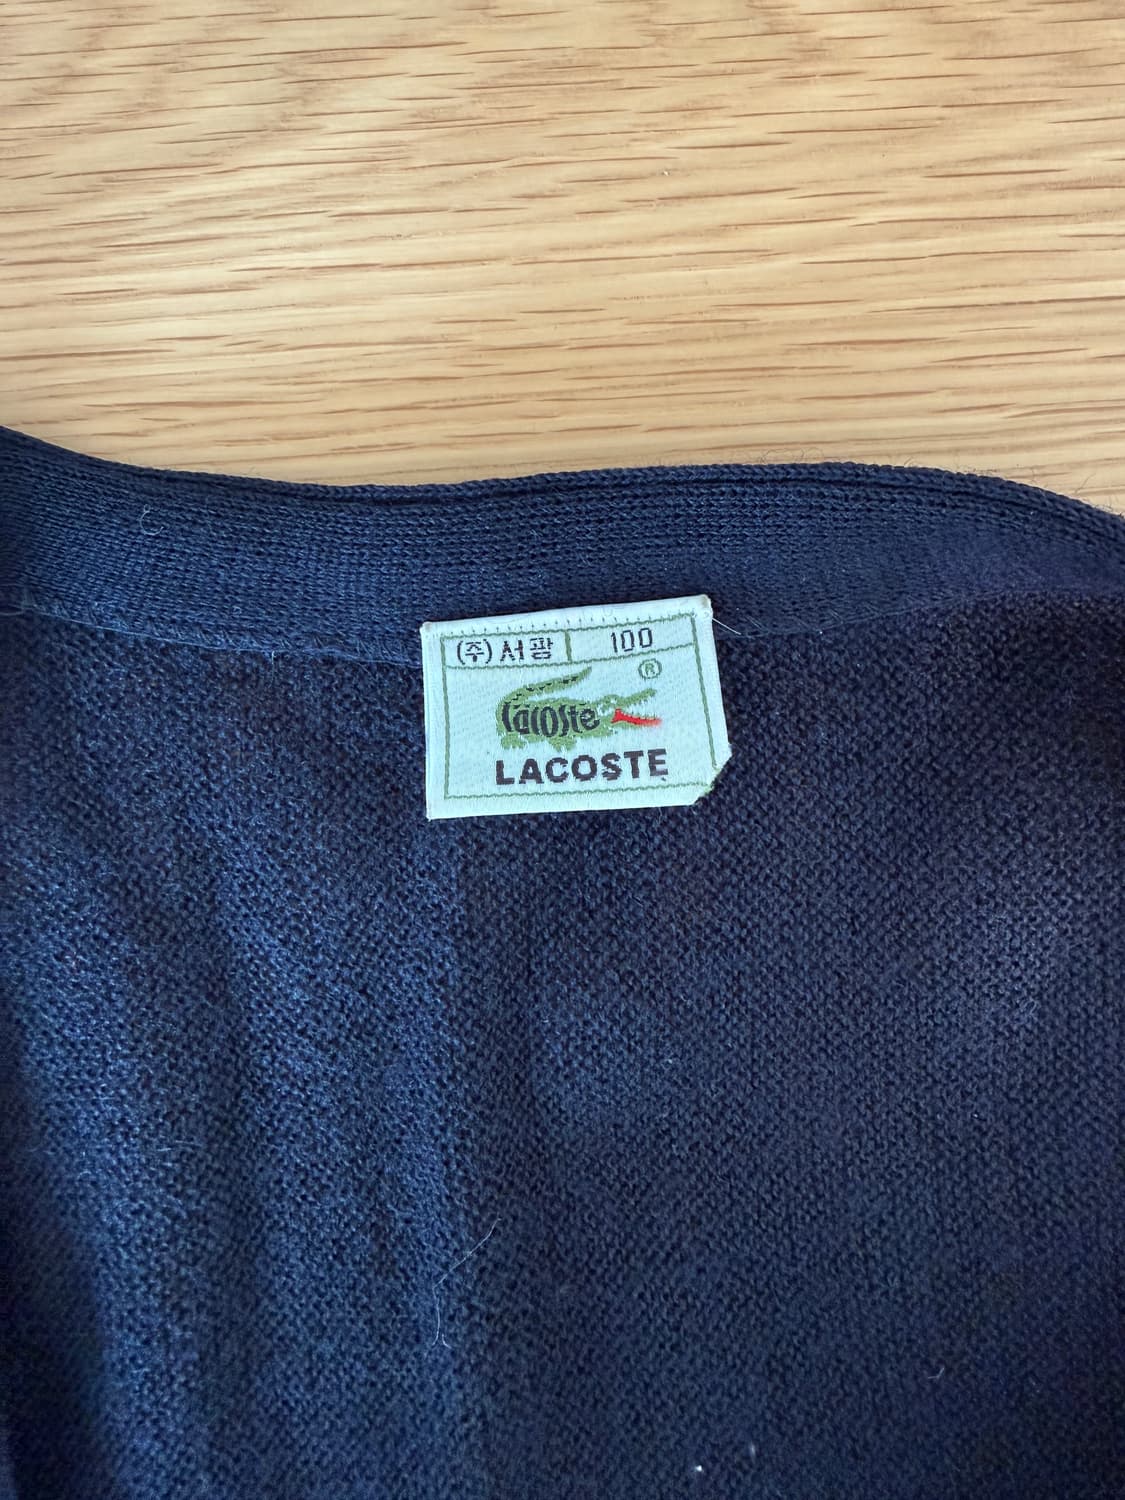 (주)서광 100
®
Lacoste
LACOSTE